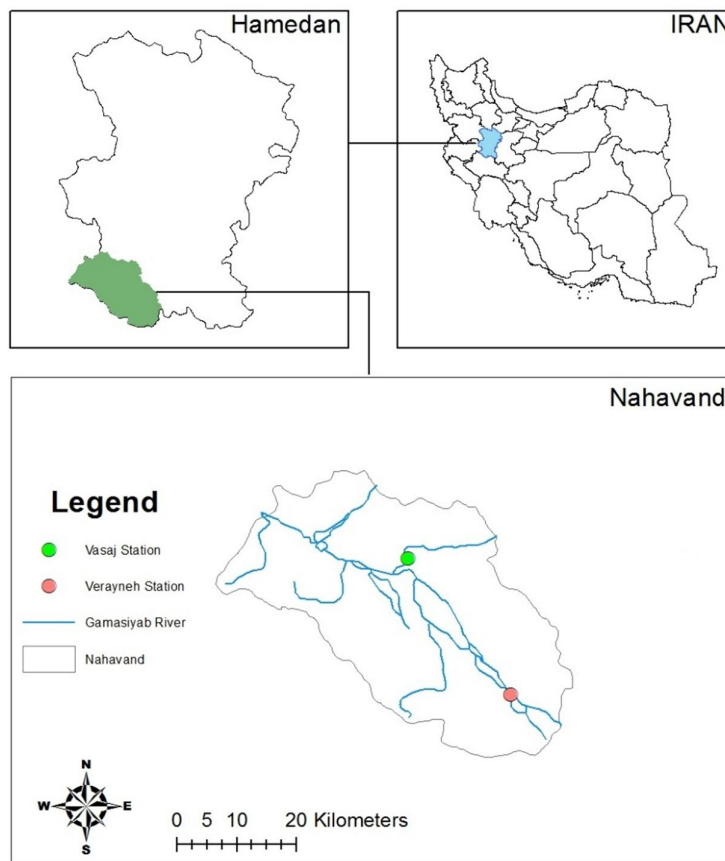 Hamedan
IRAN
Nahavand
Legend
Vasaj Station
Verayneh Station
Gamasiyab River
Nahavand
N
W E
S
0 5 10 20 Kilometers